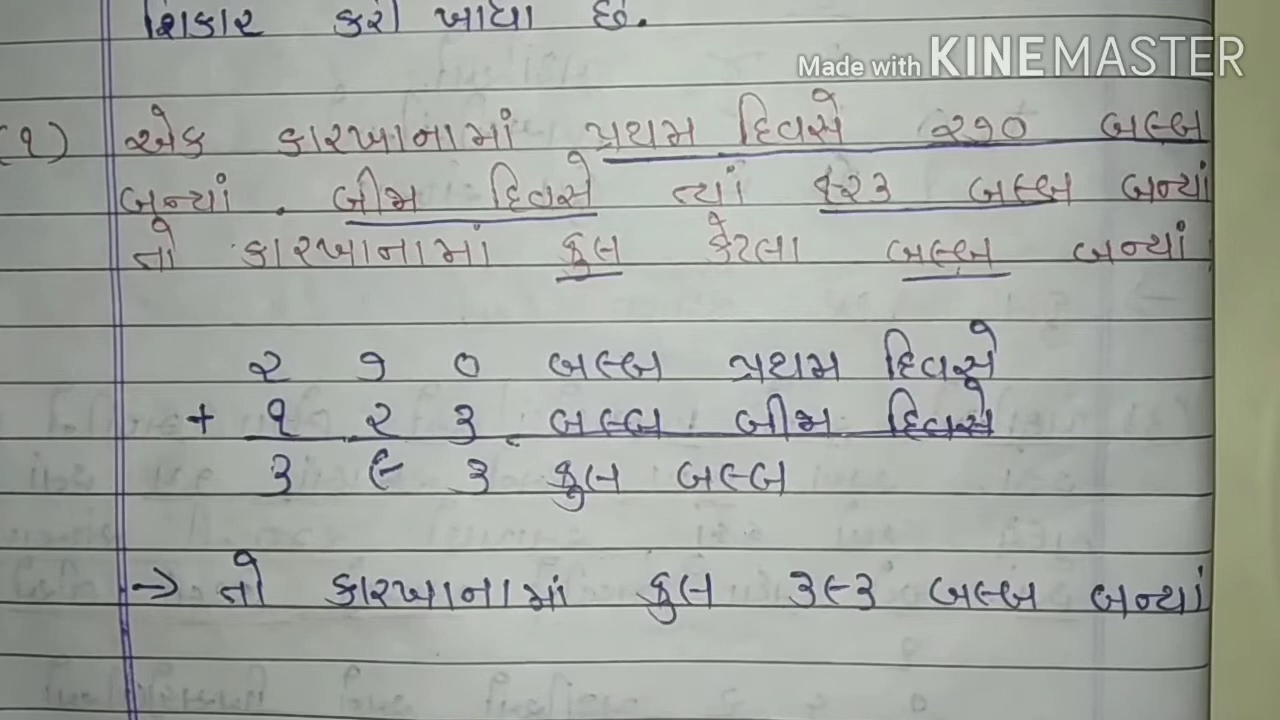 શિકાર કરી ખાધા છે.
Made with KINEMASTER
(૧) એક કારખાનામાં પ્રથમ દિવસે ૨૭૦ બલ્બ
બન્યાં . બીજા દિવસે ત્યાં ૧૨૩ બલ્બ બન્યાં
તો કારખાનામાં કુલ કેટલા બલ્બ બન્યાં
૨ ૭ ૦ બલ્બ પ્રથમ દિવસે
+ ૧ ૨ ૩ બલ્બ બીજા દિવસે
૩ ૯ ૩ કુલ બલ્બ
→ તો કારખાનામાં કુલ ૩૯૩ બલ્બ બન્યાં